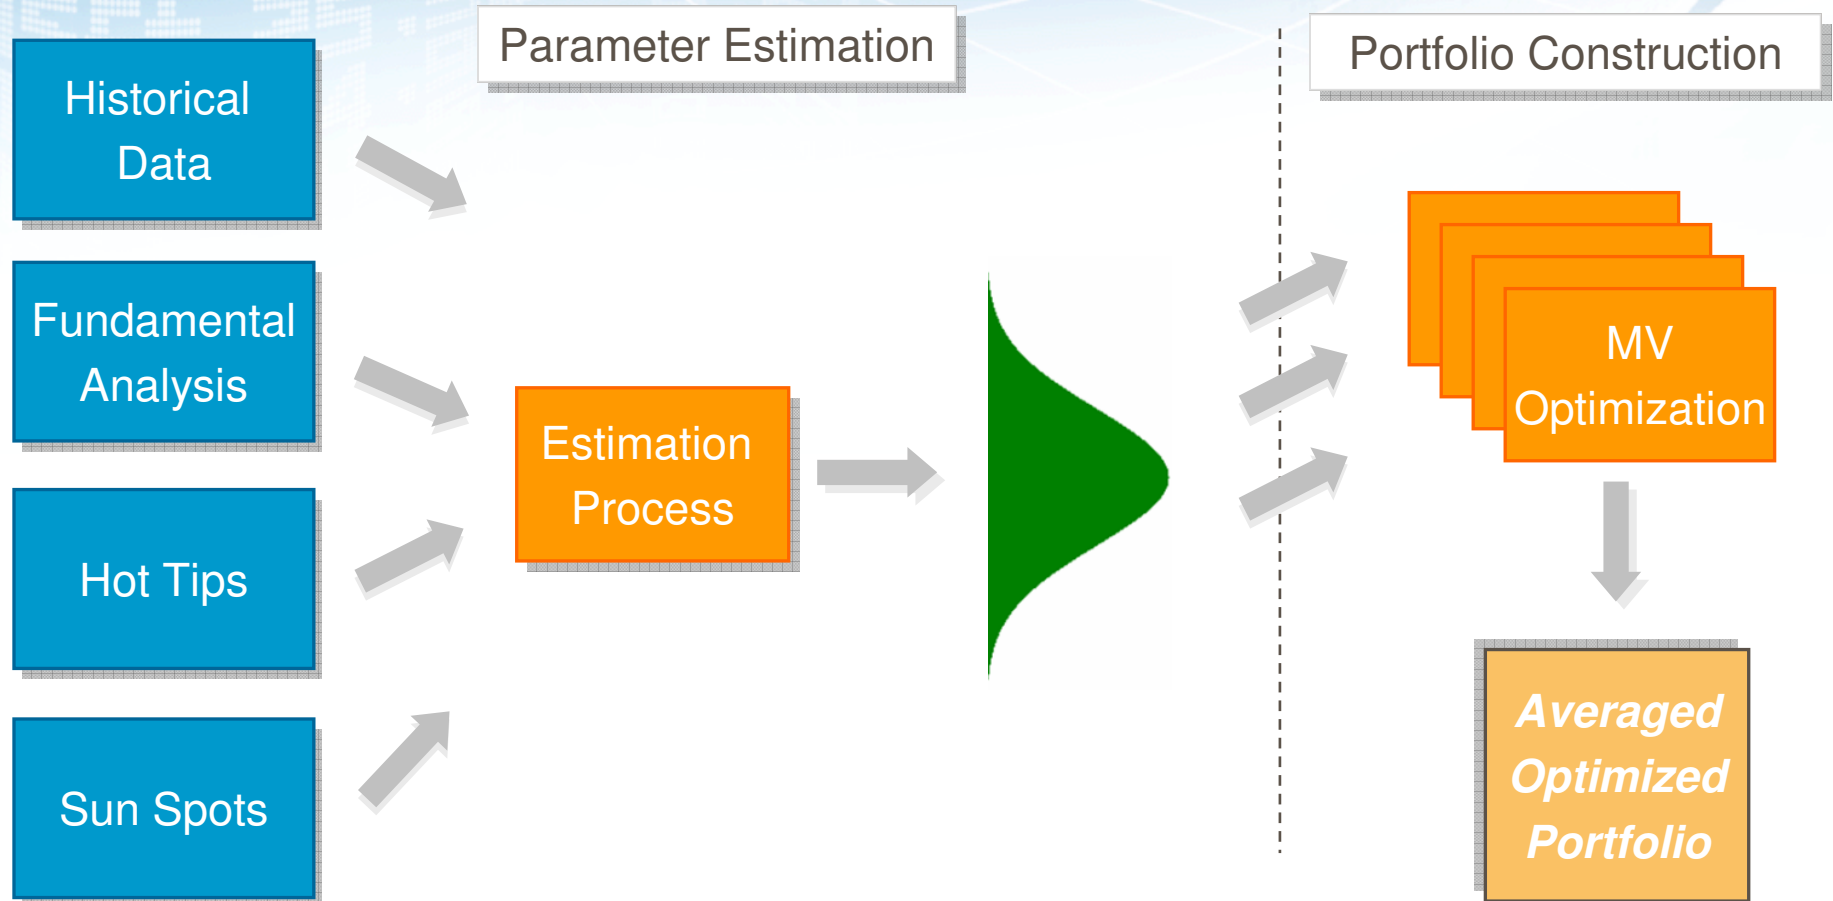 Parameter Estimation
Portfolio Construction
Historical
Data
Fundamental
Analysis
Hot Tips
Sun Spots
Estimation
Process
MV
Optimization
Averaged
Optimized
Portfolio